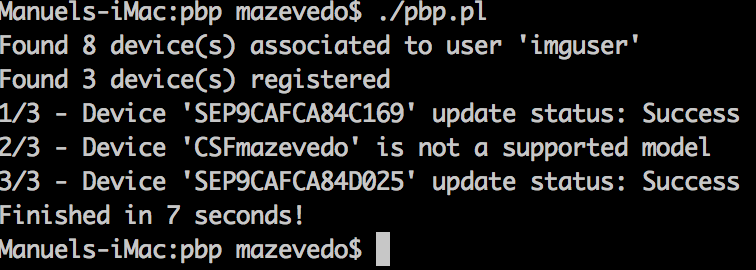 Manuels-iMac:pbp mazevedo$ ./pbp.pl
Found 8 device(s) associated to user 'imguser'
Found 3 device(s) registered
1/3 - Device 'SEP9CAFCA84C169' update status: Success
2/3 - Device 'CSFmazevedo' is not a supported model
3/3 - Device 'SEP9CAFCA84D025' update status: Success
Finished in 7 seconds!
Manuels-iMac:pbp mazevedo$